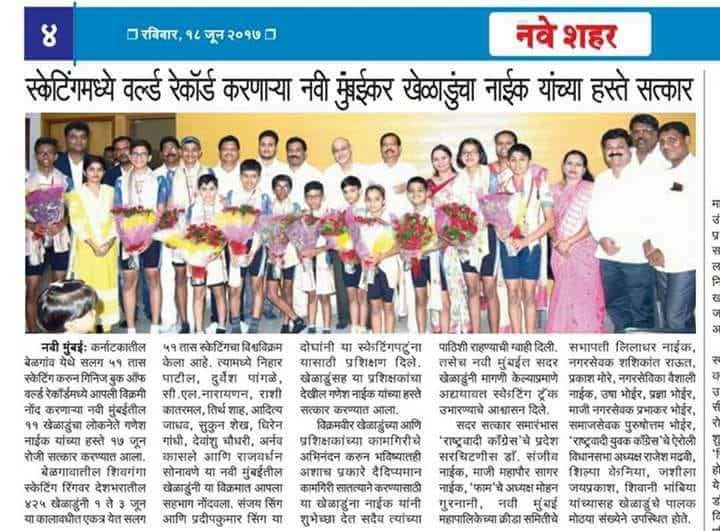 ४
रविवार, १८ जून २०१७
नवे शहर
स्केटिंगमध्ये वर्ल्ड रेकॉर्ड करणाऱ्या नवी मुंबईकर खेळाडुंचा नाईक यांच्या हस्ते सत्कार
नवी मुंबई: कर्नाटकातील
बेळगांव येथे सलग ५१ तास
स्केटिंग करुन गिनिज बुक ऑफ
वर्ल्ड रेकॉर्डमध्ये आपली विक्रमी
नोंद करणाऱ्या नवी मुंबईतील
११ खेळाडुंचा लोकनेते गणेश
नाईक यांच्या हस्ते १७ जून
रोजी सत्कार करण्यात आला.
बेळगावातील शिवगंगा
स्केटिंग रिंगवर देशभरातील
४२५ खेळाडुंनी १ ते ३ जून
या कालावधीत एकत्र येत सलग
५१ तास स्केटिंगचा विश्वविक्रम
केला आहे. त्यामध्ये निहार
पाटील, दुर्वेश पांगळे,
सी.एल.नारायणन, राशी
कातरमल, तिर्थ शाह, आदित्य
जाधव, सुकुन शेख, धिरेन
गांधी, देवांशु चौधरी, अर्नव
कासले आणि राजवर्धन
सोनावणे या नवी मुंबईतील
खेळाडुंनी या विक्रमात आपला
सहभाग नोंदवला. संजय सिंग
आणि प्रदीपकुमार सिंग या
दोघांनी या स्केटिंगपटुंना
यासाठी प्रशिक्षण दिले.
खेळाडुंसह या प्रशिक्षकांचा
देखील गणेश नाईक यांच्या हस्ते
सत्कार करण्यात आला.
विक्रमवीर खेळाडुंच्या आणि
प्रशिक्षकांच्या कामगिरीचे
अभिनंदन करुन भविष्यातही
अशाच प्रकारे दैदिप्यमान
कामगिरी सातत्याने करण्यासाठी
या खेळाडुंना नाईक यांनी
शुभेच्छा देत सदैव त्यांच्या
पाठिशी राहण्याची ग्वाही दिली.
तसेच नवी मुंबईत सदर
खेळाडुंनी मागणी केल्याप्रमाणे
अद्ययावत स्केटिंग ट्रॅक
उभारण्याचे आश्वासन दिले.
सदर सत्कार समारंभास
'राष्ट्रवादी काँग्रेस'चे प्रदेश
सरचिटणीस डॉ. संजीव
नाईक, माजी महापौर सागर
नाईक, 'फाम'चे अध्यक्ष मोहन
गुरनानी, नवी मुंबई
महापालिकेच्या क्रीडा समितीचे
सभापती लिलाधर नाईक,
नगरसेवक शशिकांत राऊत,
प्रकाश मोरे, नगरसेविका वैशाली
नाईक, उषा भोईर, प्रज्ञा भोईर,
माजी नगरसेवक प्रभाकर भोईर,
समाजसेवक पुरुषोत्तम भोईर,
'राष्ट्रवादी युवक काँग्रेस'चे ऐरोली
विधानसभा अध्यक्ष राजेश मढवी,
शिल्पा केनिया, जशीला
जयप्रकाश, शिवानी भांबिया
यांच्यासह खेळाडुंचे पालक
मोठ्या संख्येने उपस्थित होते.